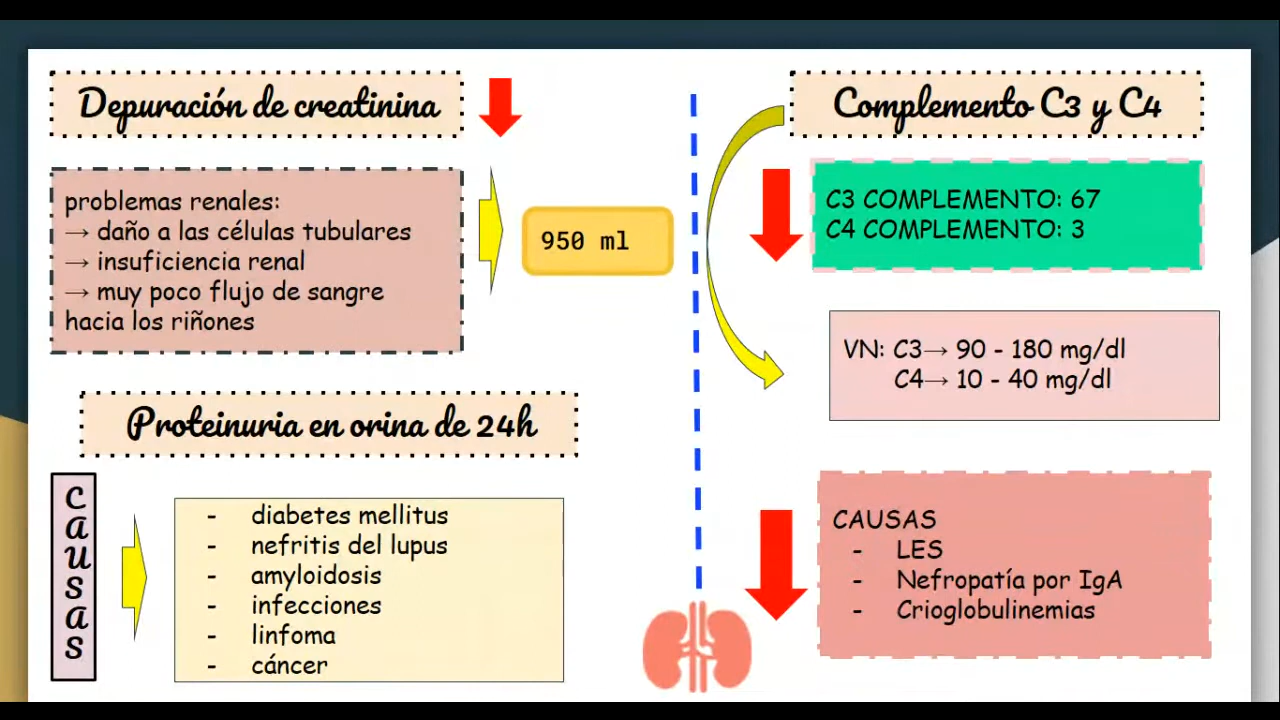 Depuración de creatinina
problemas renales:
→ daño a las células tubulares
→ insuficiencia renal
→ muy poco flujo de sangre
hacia los riñones
950 ml
Proteinuria en orina de 24h
CAUSAS
- diabetes mellitus
- nefritis del lupus
- amyloidosis
- infecciones
- linfoma
- cáncer
Complemento C3 y C4
C3 COMPLEMENTO: 67
C4 COMPLEMENTO: 3
VN: C3→ 90 - 180 mg/dl
C4→ 10 - 40 mg/dl
CAUSAS
- LES
- Nefropatía por IgA
- Crioglobulinemias